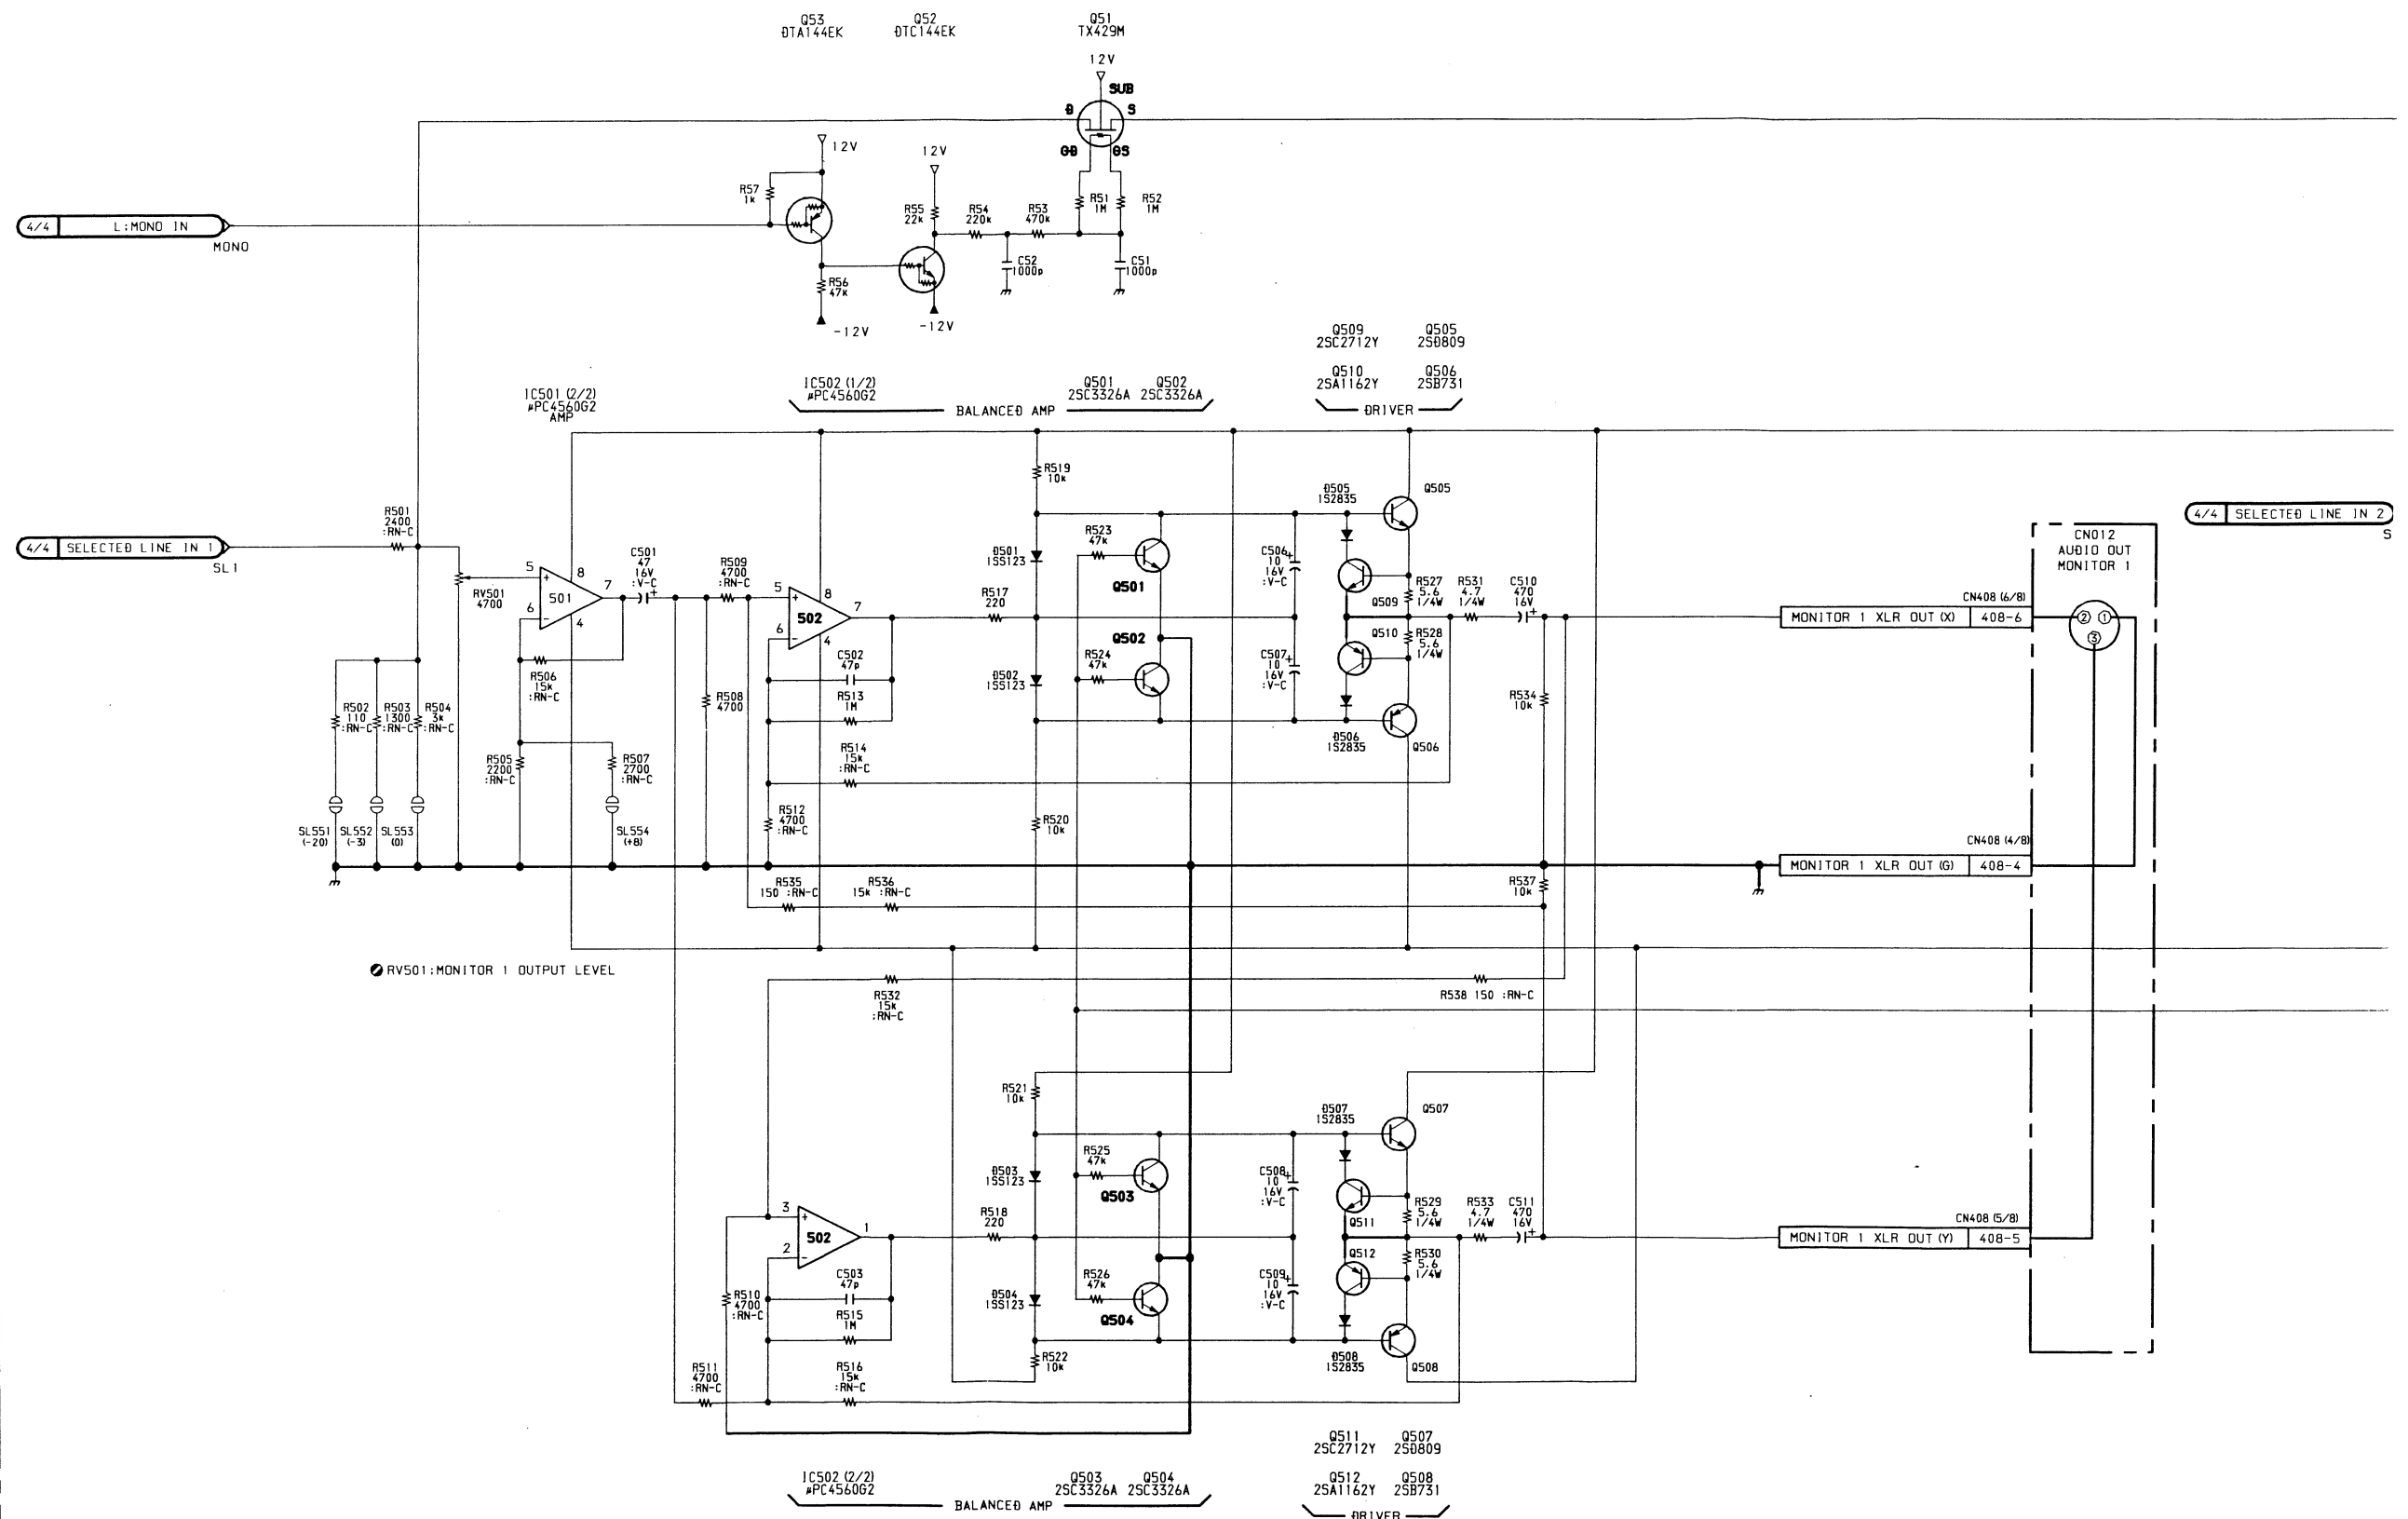 Q53
DTA144EK
Q52
DTC144EK
Q51
TX429M
12V
SUB
D
S
GD
GS
12V
12V
R57
1k
R55
22k
R54
220k
R53
470k
R51
1M
R52
1M
4/4 L:MONO IN
MONO
C52
1000p
C51
1000p
R56
47k
-12V
-12V
Q509
2SC2712Y
Q505
2SD809
Q510
2SA1162Y
Q506
2SB731
DRIVER
IC501 (2/2)
μPC4560G2
AMP
IC502 (1/2)
μPC4560G2
Q501
2SC3326A
Q502
2SC3326A
BALANCED AMP
R519
10k
D505
1S2835
Q505
R501
2400
:RN-C
4/4 SELECTED LINE IN 1
SL1
4/4 SELECTED LINE IN 2
S
CN012
AUDIO OUT
MONITOR 1
R523
47k
D501
1SS123
Q501
C506
+
10
16V
:V-C
C501
47
16V
:V-C
+
R509
4700
:RN-C
RV501
4700
5
+
8
501
7
6
-
4
5
+
8
502
7
6
-
4
R517
220
Q509
R527
5.6
1/4W
R531
4.7
1/4W
C510
470
16V
+
CN408 (6/8)
MONITOR 1 XLR OUT (X) 408-6
2
1
3
Q502
R524
47k
D502
1SS123
C507
+
10
16V
:V-C
Q510
R528
5.6
1/4W
C502
47p
R513
1M
R506
15k
:RN-C
R508
4700
R534
10k
R502
110
:RN-C
R503
1300
:RN-C
R504
3k
:RN-C
D506
1S2835
Q506
R505
2200
:RN-C
R507
2700
:RN-C
R514
15k
:RN-C
R512
4700
:RN-C
R520
10k
SL551
(-20)
SL552
(-3)
SL553
(0)
SL554
(+8)
CN408 (4/8)
MONITOR 1 XLR OUT (G) 408-4
R535
150 :RN-C
R536
15k :RN-C
R537
10k
RV501:MONITOR 1 OUTPUT LEVEL
R532
15k
:RN-C
R538 150 :RN-C
R521
10k
D507
1S2835
Q507
R525
47k
D503
1SS123
Q503
C508
+
10
16V
:V-C
3
+
502
1
2
-
R518
220
Q511
R529
5.6
1/4W
R533
4.7
1/4W
C511
470
16V
+
CN408 (5/8)
MONITOR 1 XLR OUT (Y) 408-5
C503
47p
R526
47k
D504
1SS123
Q504
C509
+
10
16V
:V-C
Q512
R530
5.6
1/4W
R510
4700
:RN-C
R515
1M
D508
1S2835
Q508
R522
10k
R511
4700
:RN-C
R516
15k
:RN-C
Q511
2SC2712Y
Q507
2SD809
IC502 (2/2)
μPC4560G2
Q503
2SC3326A
Q504
2SC3326A
BALANCED AMP
Q512
2SA1162Y
Q508
2SB731
DRIVER